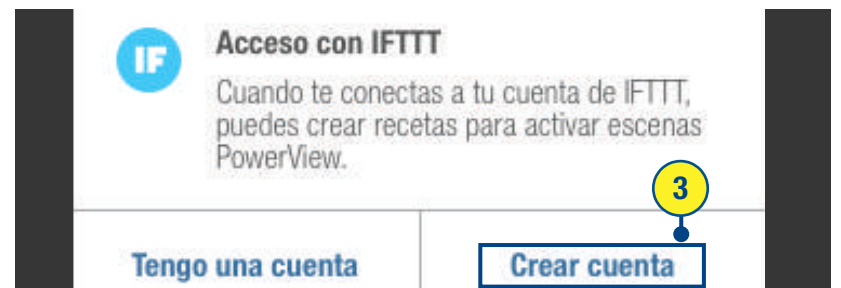 IF
Acceso con IFTTT
Cuando te conectas a tu cuenta de IFTTT,
puedes crear recetas para activar escenas
PowerView.
3
Tengo una cuenta
Crear cuenta